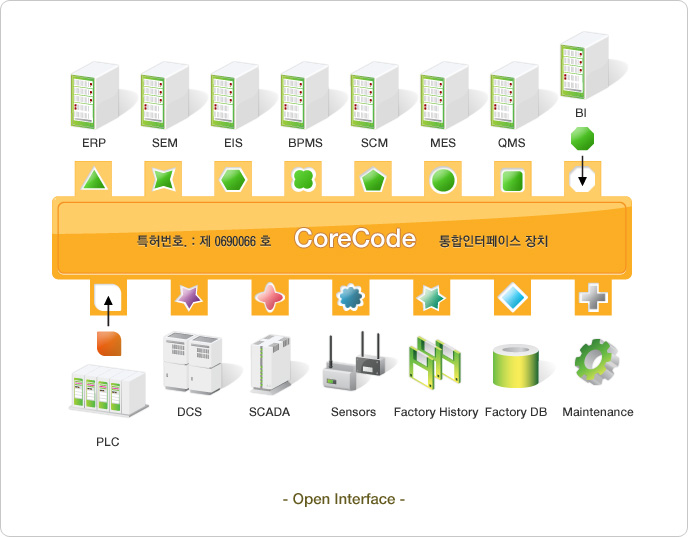 ERP SEM EIS BPMS SCM MES QMS BI
특허번호. : 제 0690066 호 CoreCode 통합인터페이스 장치
PLC DCS SCADA Sensors Factory History Factory DB Maintenance
- Open Interface -